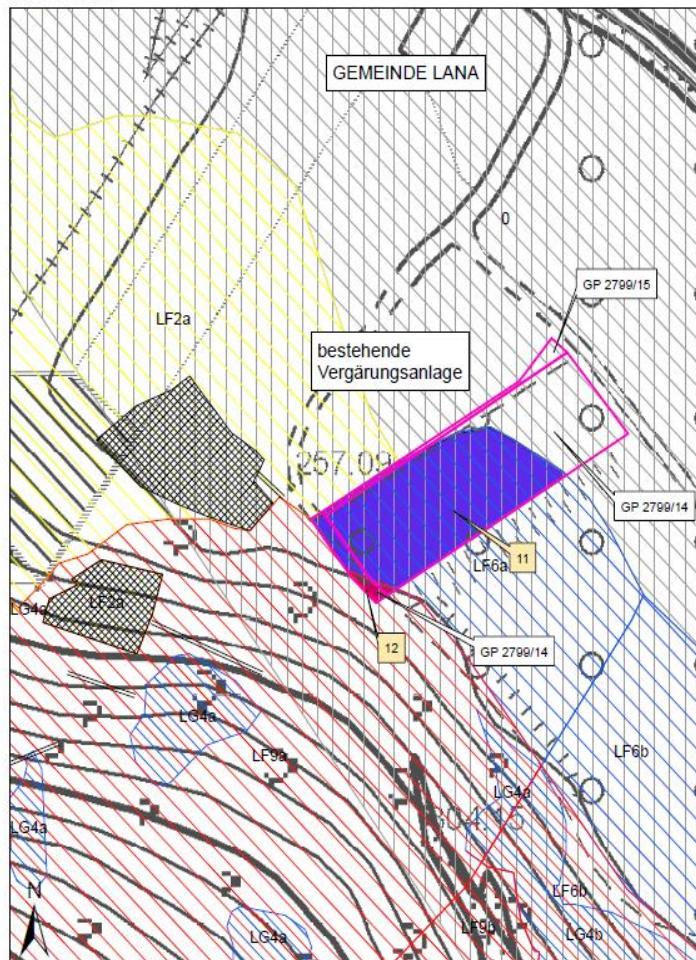 GEMEINDE LANA
0
GP 2799/15
LF2a
bestehende
Vergärungsanlage
257.09
GP 2799/14
11
LF6a
LG4a
LF2a
12
GP 2799/14
LG4a
LF9a
LF6b
LG4a
LG4a
304.15
N
LF6b
LF9b
LG4a
LG4b